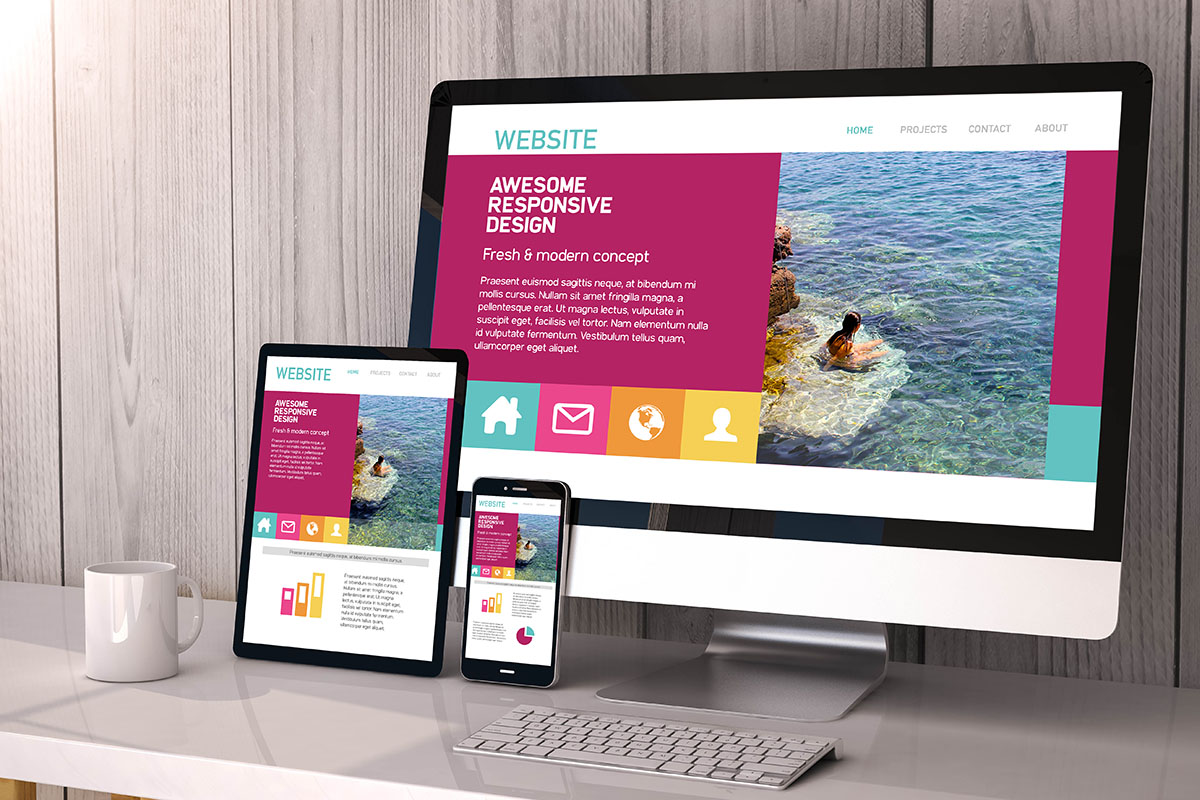 WEBSITE
HOME PROJECTS CONTACT ABOUT
AWESOME
RESPONSIVE
DESIGN
Fresh & modern concept
Praesent euismod sagittis neque, at bibendum mi
mollis cursus. Nullam sit amet fringilla magna, a
pellentesque erat. Ut magna lectus, vulputate in
suscipit eget, facilisis vel tortor. Nam elementum nulla
id vulputate fermentum. Vestibulum tellus quam,
ullamcorper eget aliquet.
WEBSITE
HOME PROJECTS CONTACT ABOUT
AWESOME
RESPONSIVE
DESIGN
Fresh & modern concept
Praesent euismod sagittis neque, at bibendum mi mollis cursus.
Praesent euismod sagittis
neque, at bibendum mi
mollis cursus. Nullam sit
amet fringilla magna, a
pellentesque erat. Ut magna
lectus, vulputate in suscipit eget,
facilisis vel tortor. Nam elementum
nulla id vulputate fermentum.
Vestibulum tellus quam,
ullamcorper eget aliquet.
WEBSITE
AWESOME
RESPONSIVE
DESIGN
Fresh & modern concept